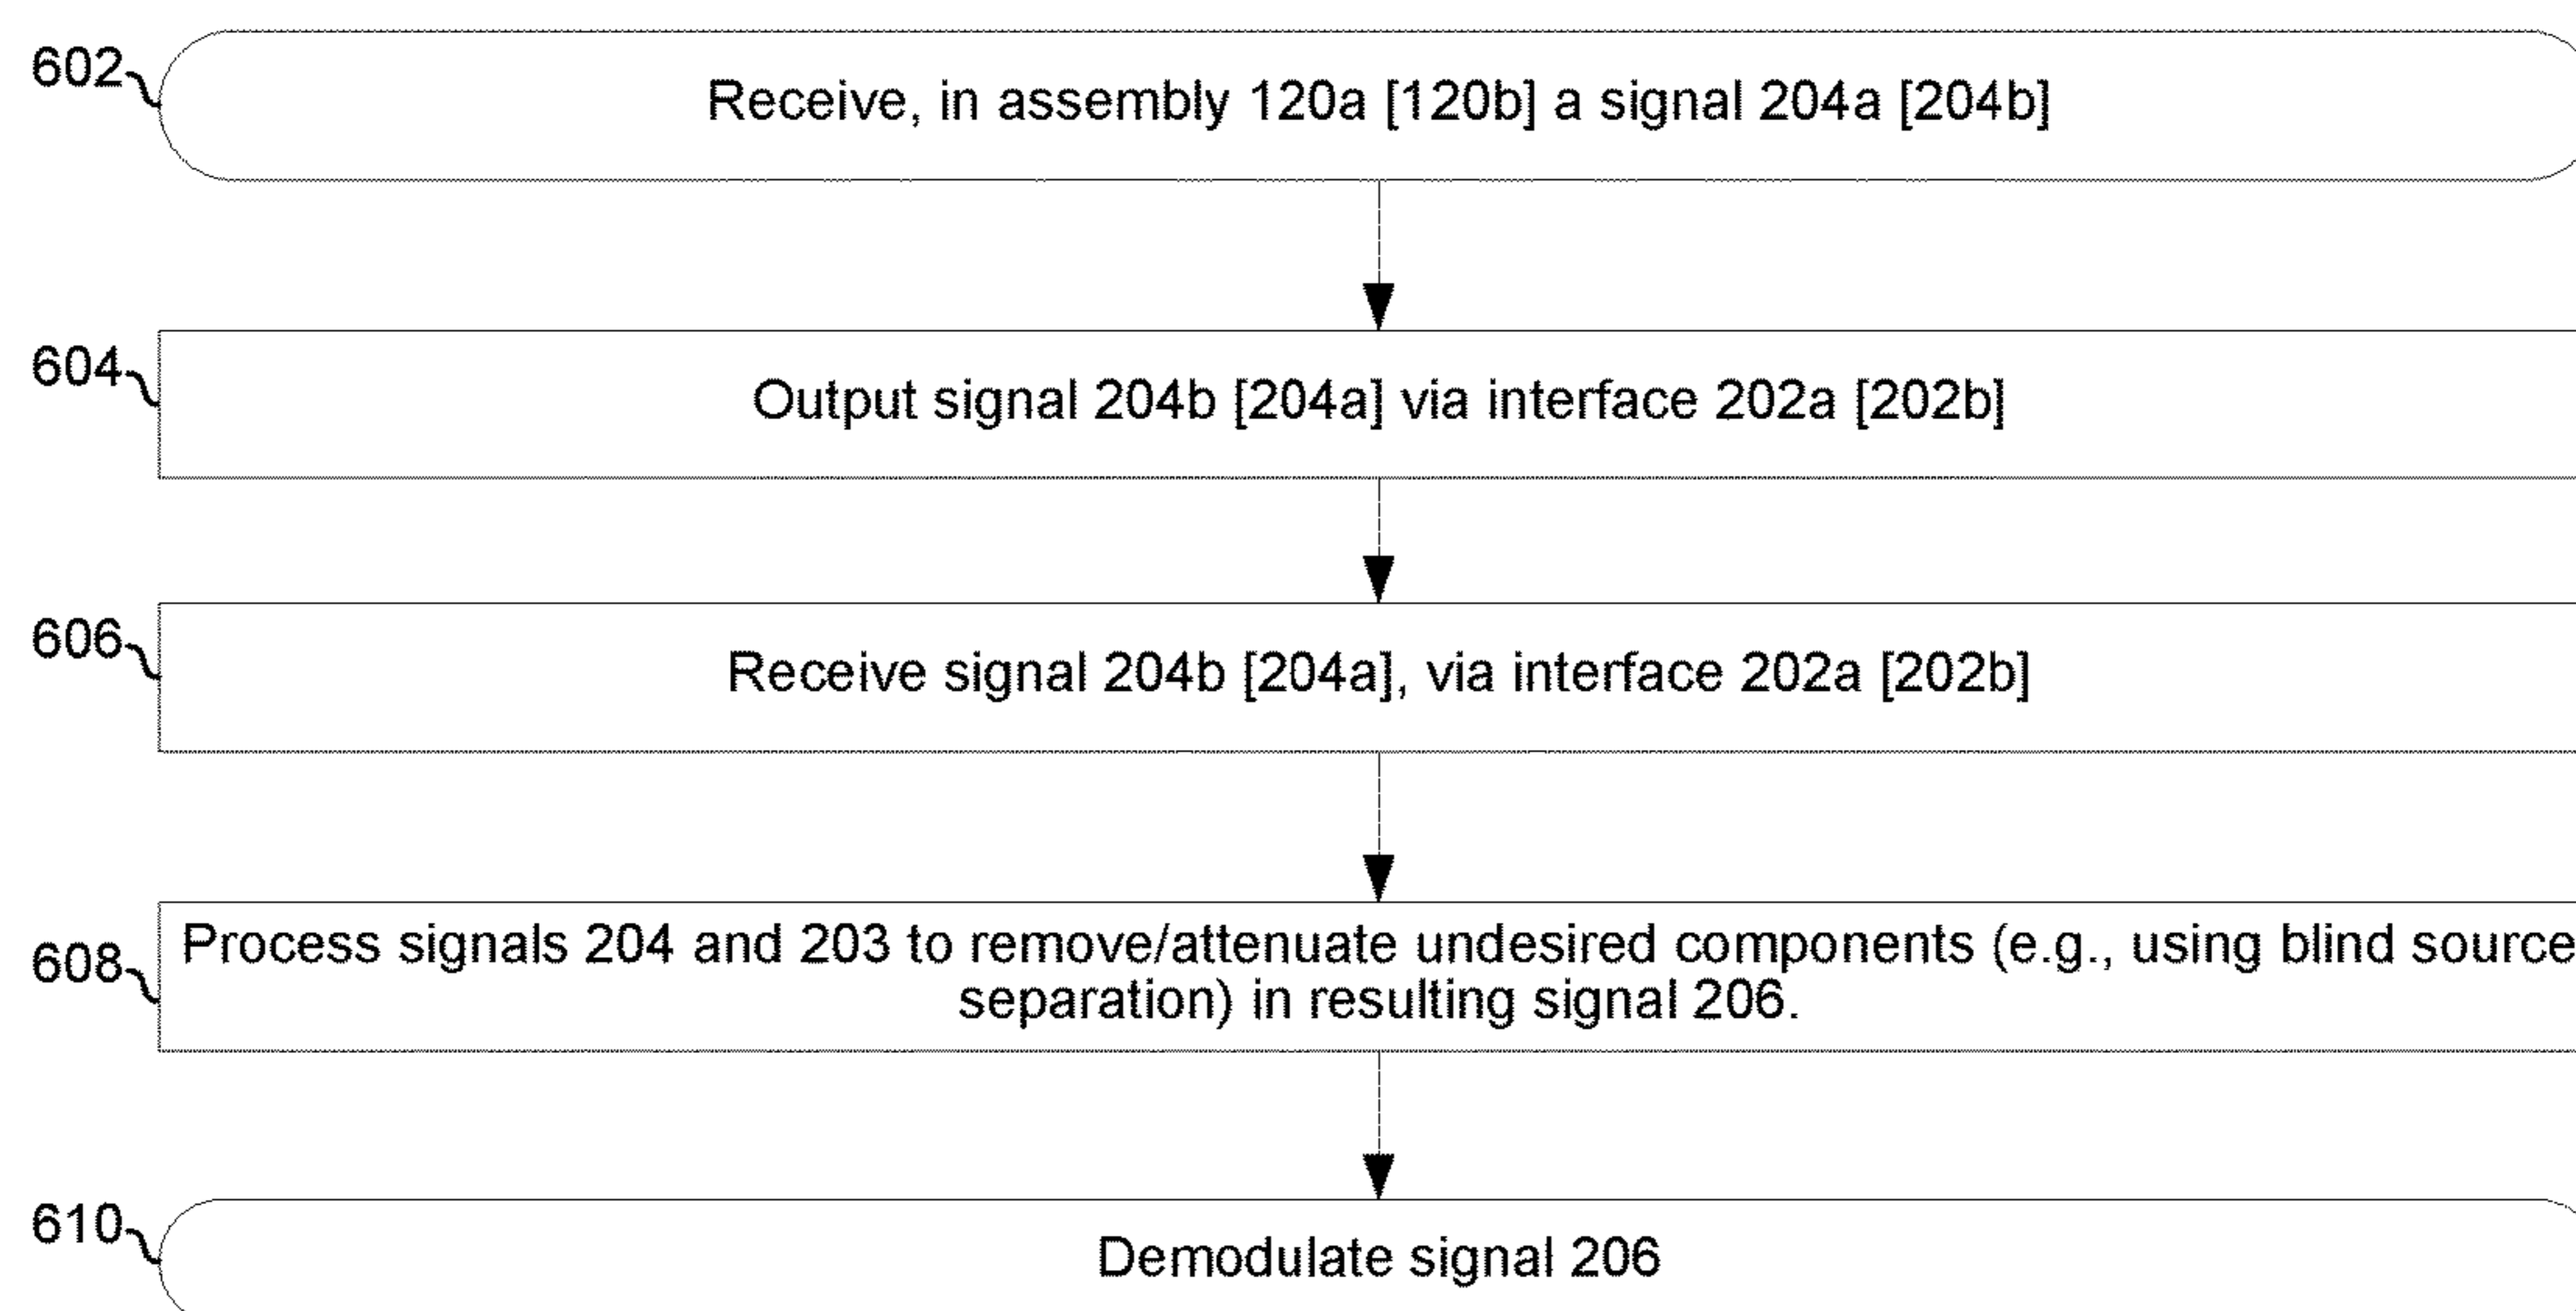 602
Receive, in assembly 120a [120b] a signal 204a [204b]
604
Output signal 204b [204a] via interface 202a [202b]
606
Receive signal 204b [204a], via interface 202a [202b]
608
Process signals 204 and 203 to remove/attenuate undesired components (e.g., using blind source
separation) in resulting signal 206.
610
Demodulate signal 206